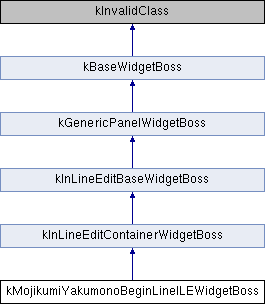 kInvalidClass
kBaseWidgetBoss
kGenericPanelWidgetBoss
kInLineEditBaseWidgetBoss
kInLineEditContainerWidgetBoss
kMojikumiYakumonoBeginLineILEWidgetBoss